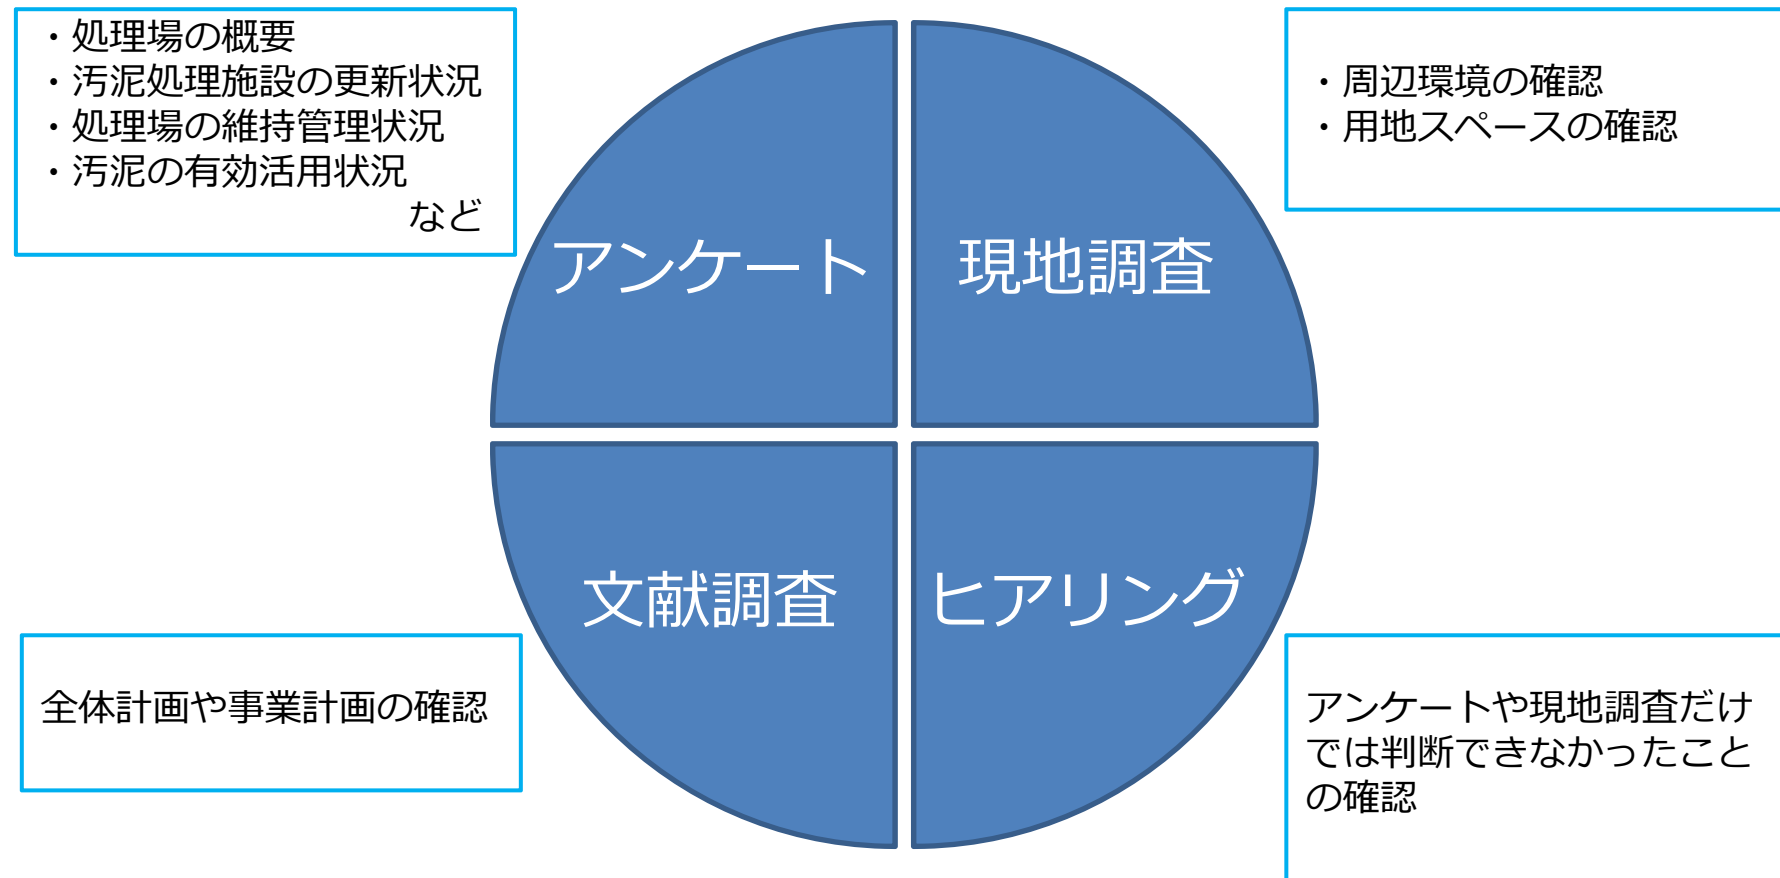 ・処理場の概要
・汚泥処理施設の更新状況
・処理場の維持管理状況
・汚泥の有効活用状況
など
・周辺環境の確認
・用地スペースの確認
アンケート
現地調査
文献調査
ヒアリング
全体計画や事業計画の確認
アンケートや現地調査だけ
では判断できなかったこと
の確認